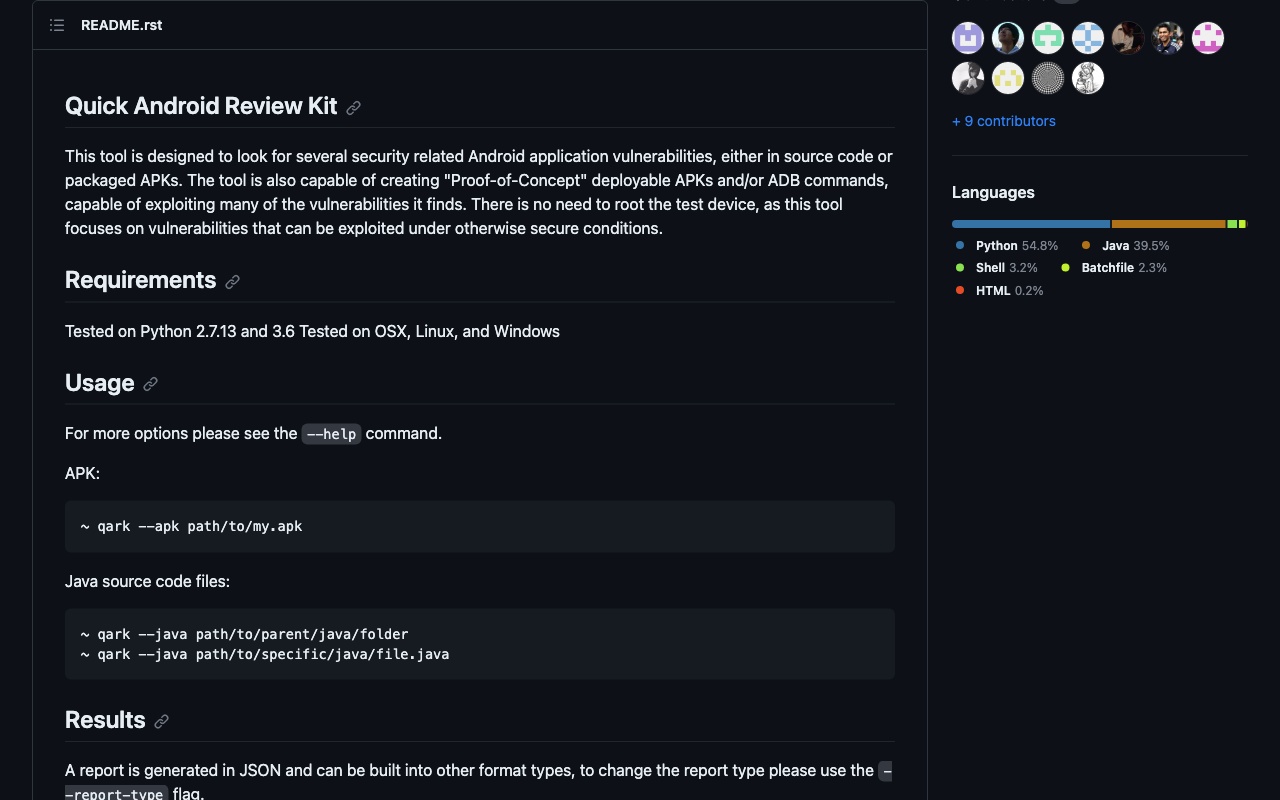 README.rst
Quick Android Review Kit
This tool is designed to look for several security related Android application vulnerabilities, either in source code or
packaged APKs. The tool is also capable of creating "Proof-of-Concept" deployable APKs and/or ADB commands,
capable of exploiting many of the vulnerabilities it finds. There is no need to root the test device, as this tool
focuses on vulnerabilities that can be exploited under otherwise secure conditions.
Requirements
Tested on Python 2.7.13 and 3.6 Tested on OSX, Linux, and Windows
Usage
For more options please see the --help command.
APK:
~ qark --apk path/to/my.apk
Java source code files:
~ qark --java path/to/parent/java/folder
~ qark --java path/to/specific/java/file.java
Results
A report is generated in JSON and can be built into other format types, to change the report type please use the -
-report-type flag.
+ 9 contributors
Languages
Python 54.8% Java 39.5%
Shell 3.2% Batchfile 2.3%
HTML 0.2%